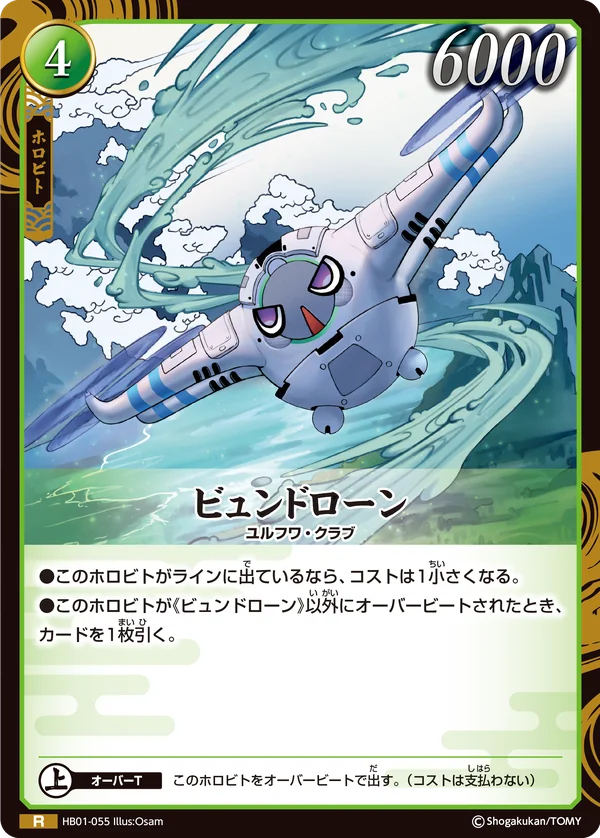 4
6000
ホロビト
ビュンドローン
ユルフワ・クラブ
●このホロビトがラインに出ているなら、コストは1小さくなる。
●このホロビトが《ビュンドローン》以外にオーバービートされたとき、
カードを1枚引く。
上 オーバーT このホロビトをオーバービートで出す。(コストは支払わない)
R HB01-055 Illus:Osam ©Shogakukan/TOMY